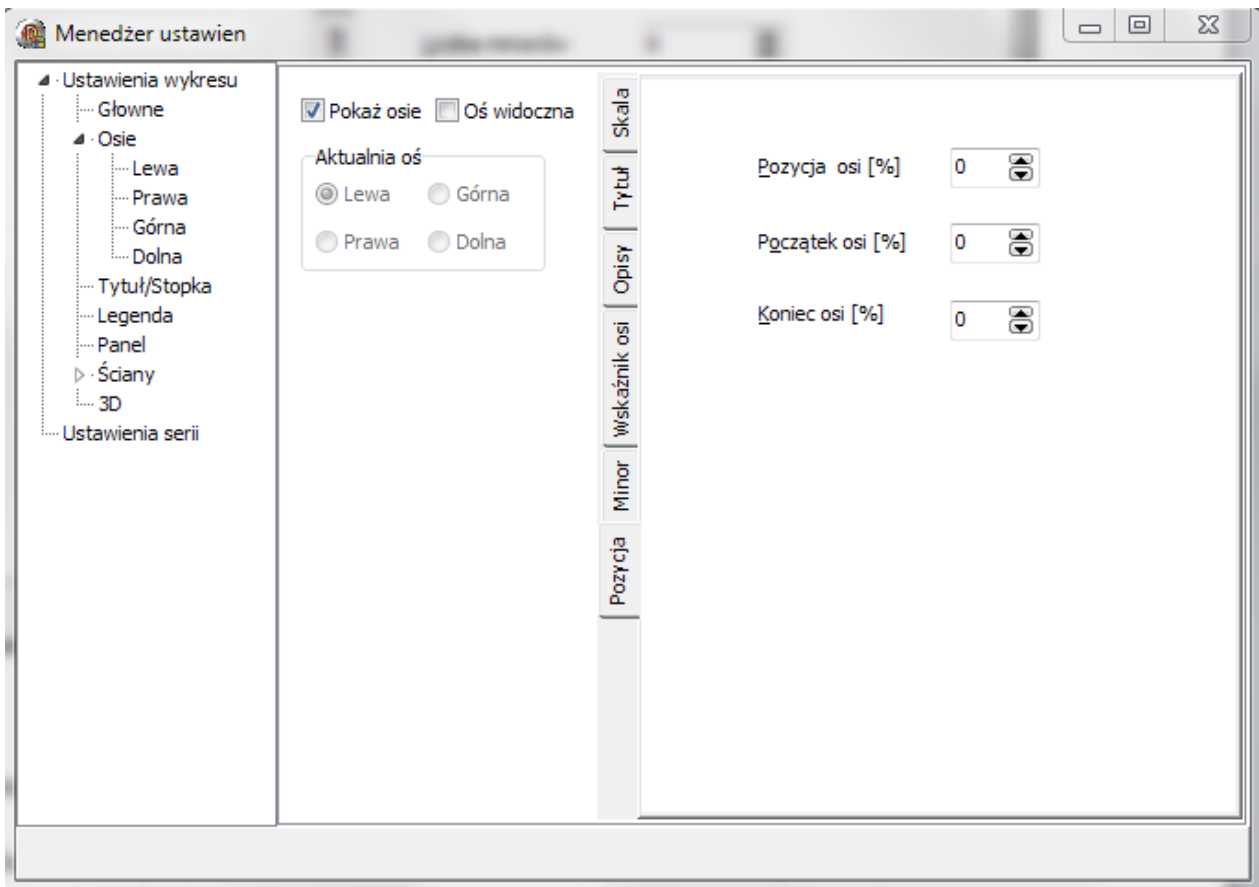 Menedżer ustawien
Ustawienia wykresu
Głowne
Osie
Lewa
Prawa
Górna
Dolna
Tytuł/Stopka
Legenda
Panel
Ściany
3D
Ustawienia serii
Pokaż osie Oś widoczna
Aktualnia oś
Lewa Górna
Prawa Dolna
Skala
Tytuł
Opisy
Wskaźnik osi
Minor
Pozycja
Pozycja osi [%] 0
Początek osi [%] 0
Koniec osi [%] 0